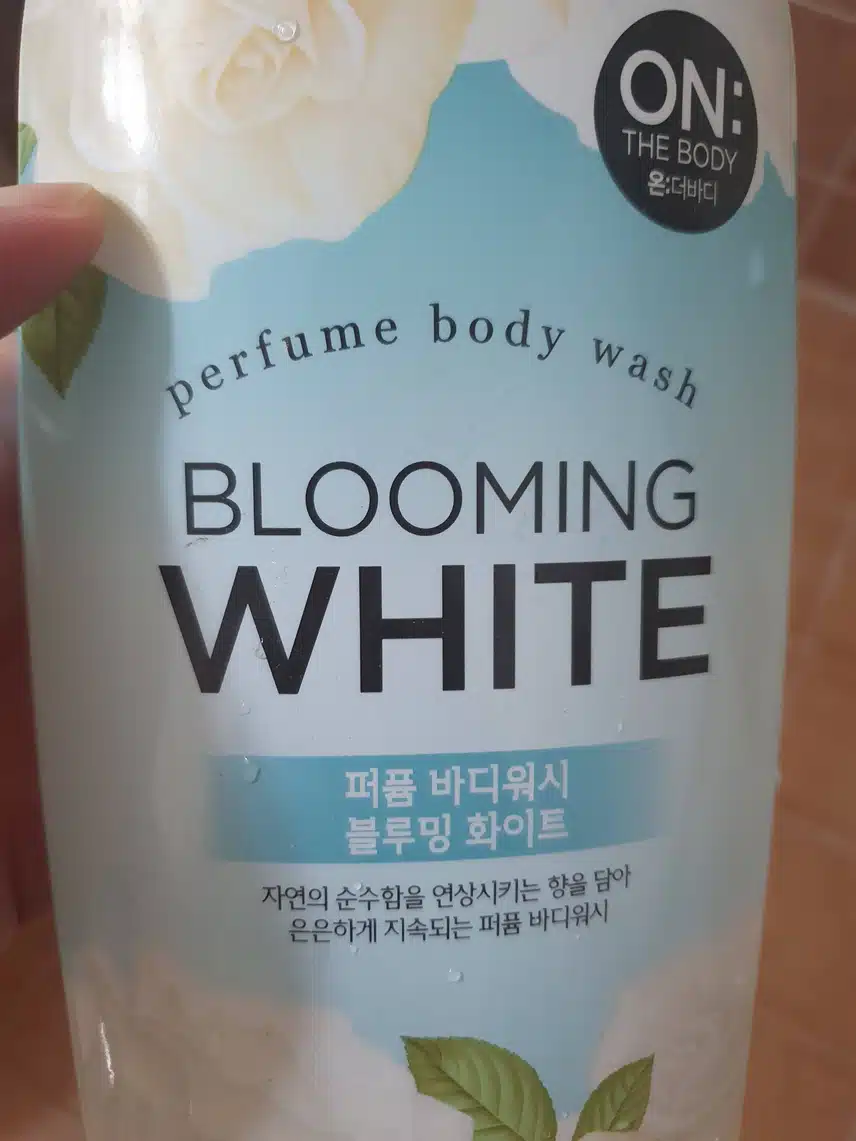 ON:
THE BODY
온:더바디
perfume body wash
BLOOMING
WHITE
퍼퓸 바디워시
블루밍 화이트
자연의 순수함을 연상시키는 향을 담아
은은하게 지속되는 퍼퓸 바디워시